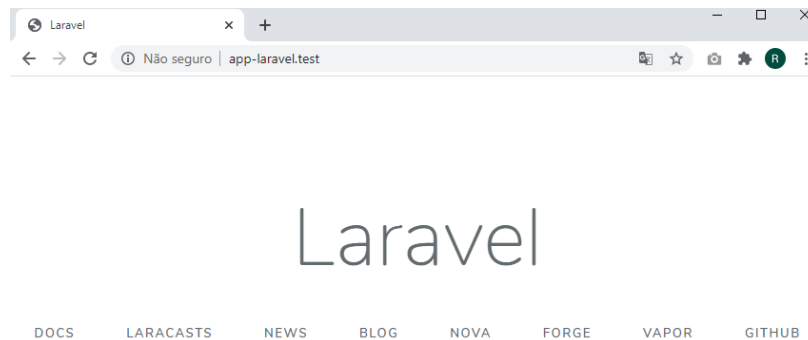 Laravel
Não seguro app-laravel.test
R
Laravel
DOCS LARACASTS NEWS BLOG NOVA FORGE VAPOR GITHUB